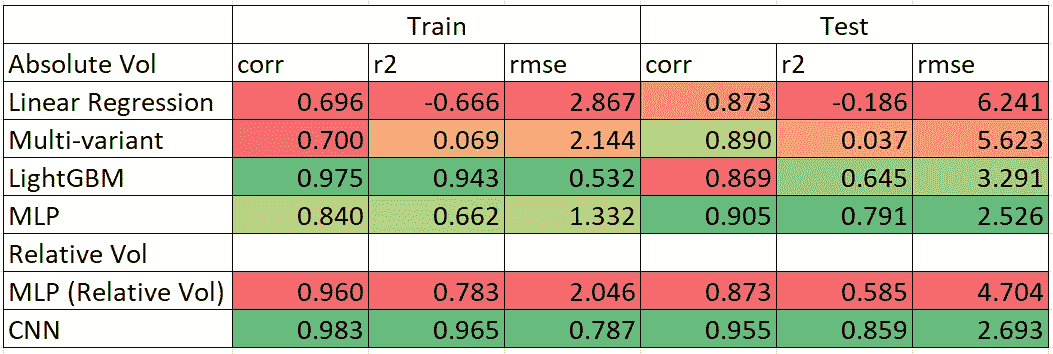 Train Test
Absolute Vol corr r2 rmse corr r2 rmse
Linear Regression 0.696 -0.666 2.867 0.873 -0.186 6.241
Multi-variant 0.700 0.069 2.144 0.890 0.037 5.623
LightGBM 0.975 0.943 0.532 0.869 0.645 3.291
MLP 0.840 0.662 1.332 0.905 0.791 2.526
Relative Vol
MLP (Relative Vol) 0.960 0.783 2.046 0.873 0.585 4.704
CNN 0.983 0.965 0.787 0.955 0.859 2.693